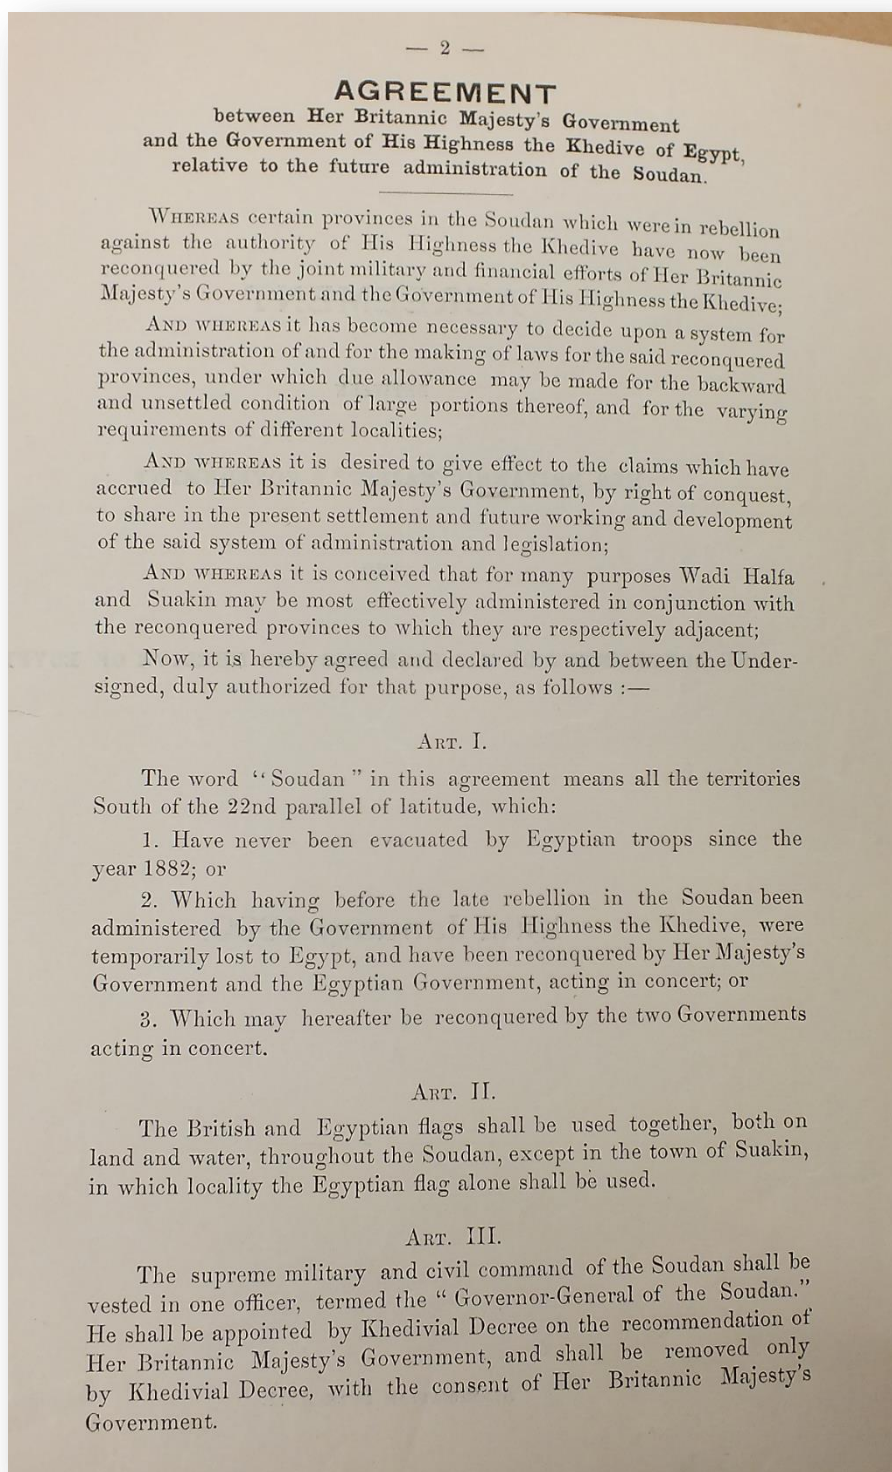 — 2 —
AGREEMENT
between Her Britannic Majesty's Government
and the Government of His Highness the Khedive of Egypt,
relative to the future administration of the Soudan.
WHEREAS certain provinces in the Soudan which were in rebellion
against the authority of His Highness the Khedive have now been
reconquered by the joint military and financial efforts of Her Britannic
Majesty's Government and the Government of His Highness the Khedive;
AND WHEREAS it has become necessary to decide upon a system for
the administration of and for the making of laws for the said reconquered
provinces, under which due allowance may be made for the backward
and unsettled condition of large portions thereof, and for the varying
requirements of different localities;
AND WHEREAS it is desired to give effect to the claims which have
accrued to Her Britannic Majesty's Government, by right of conquest,
to share in the present settlement and future working and development
of the said system of administration and legislation;
AND WHEREAS it is conceived that for many purposes Wadi Halfa
and Suakin may be most effectively administered in conjunction with
the reconquered provinces to which they are respectively adjacent;
Now, it is hereby agreed and declared by and between the Under-
signed, duly authorized for that purpose, as follows :—
ART. I.
The word “Soudan” in this agreement means all the territories
South of the 22nd parallel of latitude, which:
1. Have never been evacuated by Egyptian troops since the
year 1882; or
2. Which having before the late rebellion in the Soudan been
administered by the Government of His Highness the Khedive, were
temporarily lost to Egypt, and have been reconquered by Her Majesty's
Government and the Egyptian Government, acting in concert; or
3. Which may hereafter be reconquered by the two Governments
acting in concert.
ART. II.
The British and Egyptian flags shall be used together, both on
land and water, throughout the Soudan, except in the town of Suakin,
in which locality the Egyptian flag alone shall be used.
ART. III.
The supreme military and civil command of the Soudan shall be
vested in one officer, termed the “Governor-General of the Soudan.”
He shall be appointed by Khedivial Decree on the recommendation of
Her Britannic Majesty's Government, and shall be removed only
by Khedivial Decree, with the consent of Her Britannic Majesty's
Government.